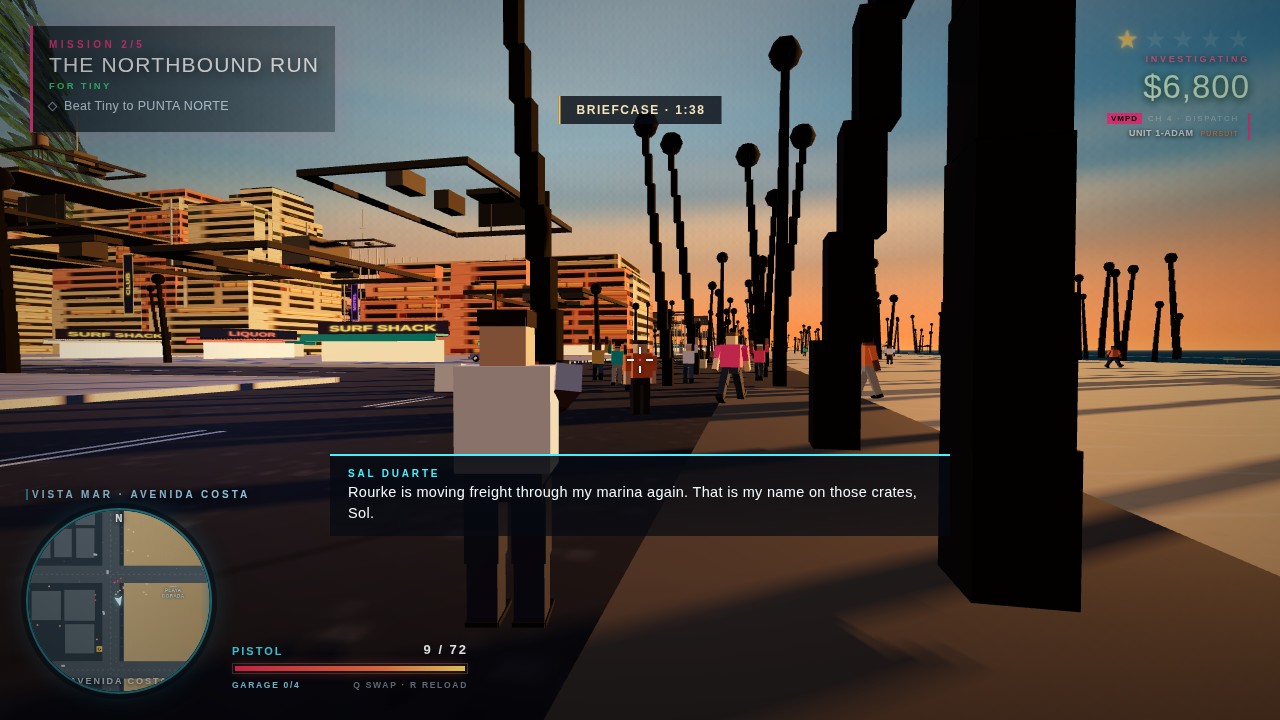 MISSION 2/5
THE NORTHBOUND RUN
FOR TINY
Beat Tiny to PUNTA NORTE
BRIEFCASE · 1:38
INVESTIGATING
$6,800
VMPD CH 4 · DISPATCH
UNIT 1-ADAM PURSUIT
CLUB
SURF SHACK
LIQUOR
SURF SHACK
SAL DUARTE
Rourke is moving freight through my marina again. That is my name on those crates,
Sol.
VISTA MAR · AVENIDA COSTA
N
PLAYA
DORADA
AVENIDA COSTA
PISTOL
9 / 72
GARAGE 0/4
Q SWAP · R RELOAD